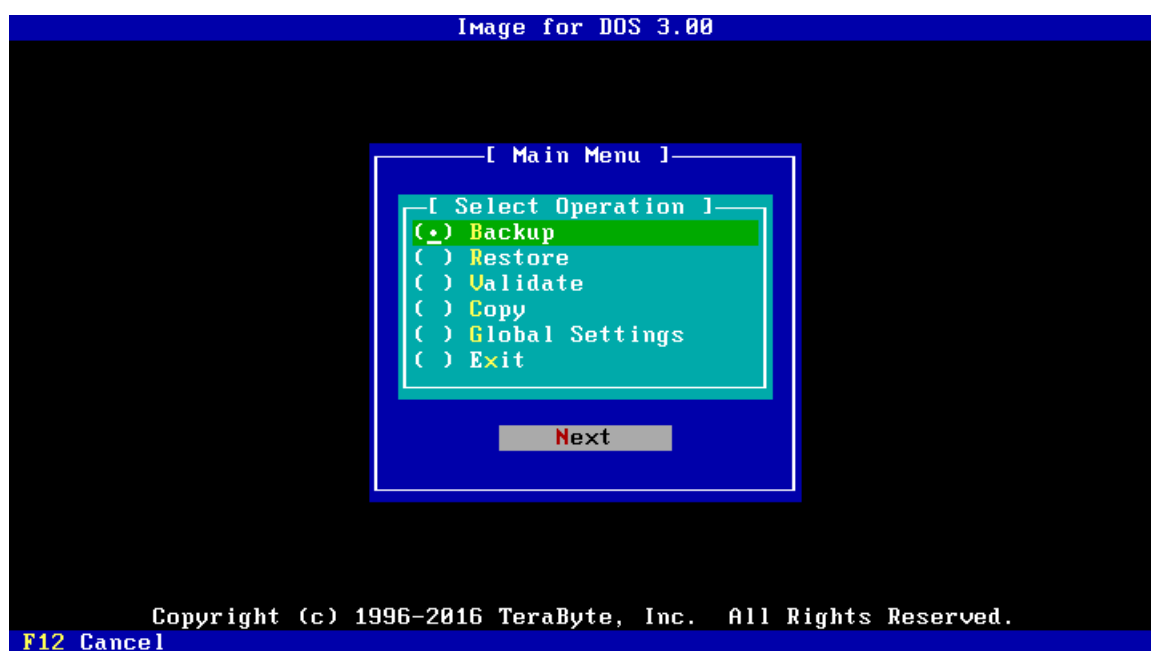 Image for DOS 3.00
[ Main Menu ]
[ Select Operation ]
(•) Backup
( ) Restore
( ) Validate
( ) Copy
( ) Global Settings
( ) Exit
Next
Copyright (c) 1996-2016 TeraByte, Inc. All Rights Reserved.
F12 Cancel